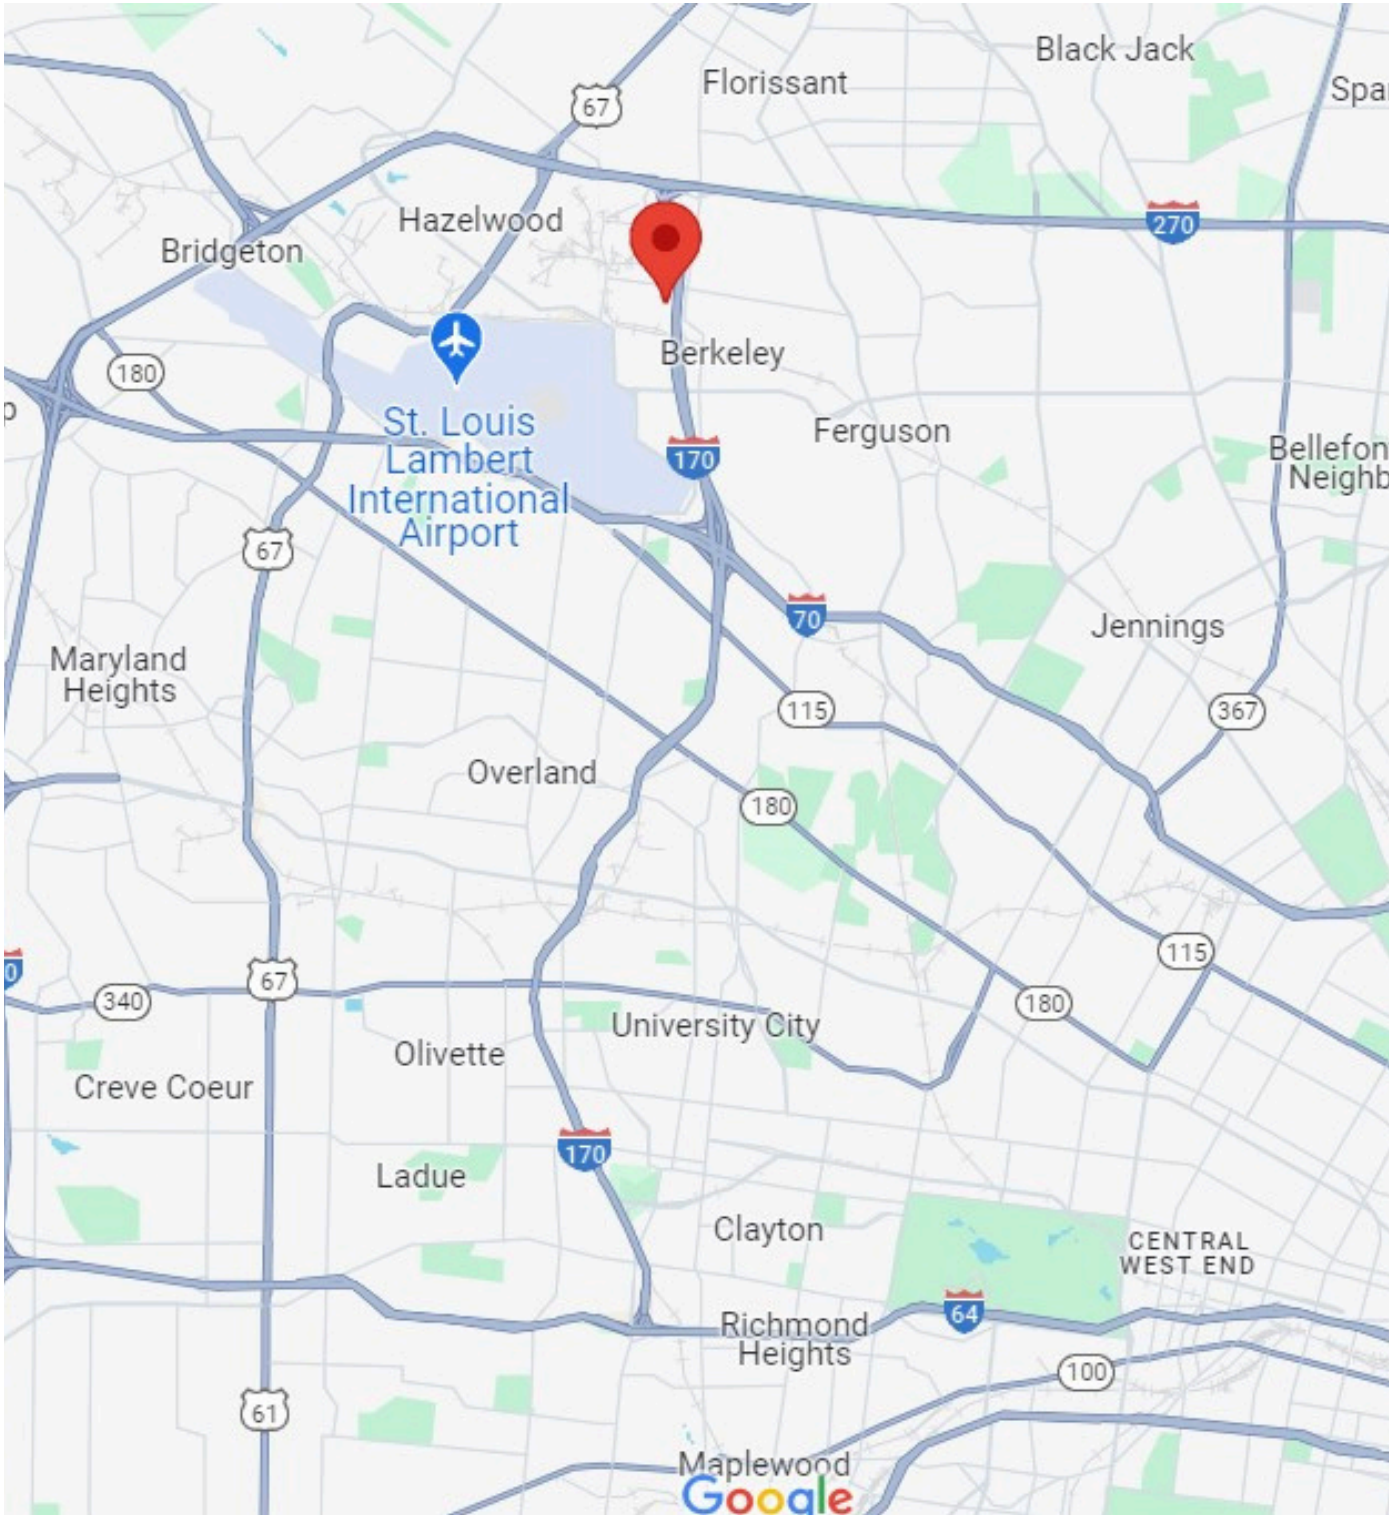 Black Jack
Florissant
Spa
67
Hazelwood
270
Bridgeton
Berkeley
180
St. Louis
Lambert
International
Airport
Ferguson
170
Bellefon
Neighb
67
70
Jennings
Maryland
Heights
115
367
Overland
180
115
0
67
340
180
University City
Olivette
Creve Coeur
170
Ladue
Clayton
CENTRAL
WEST END
64
Richmond
Heights
100
61
Maplewood
Google